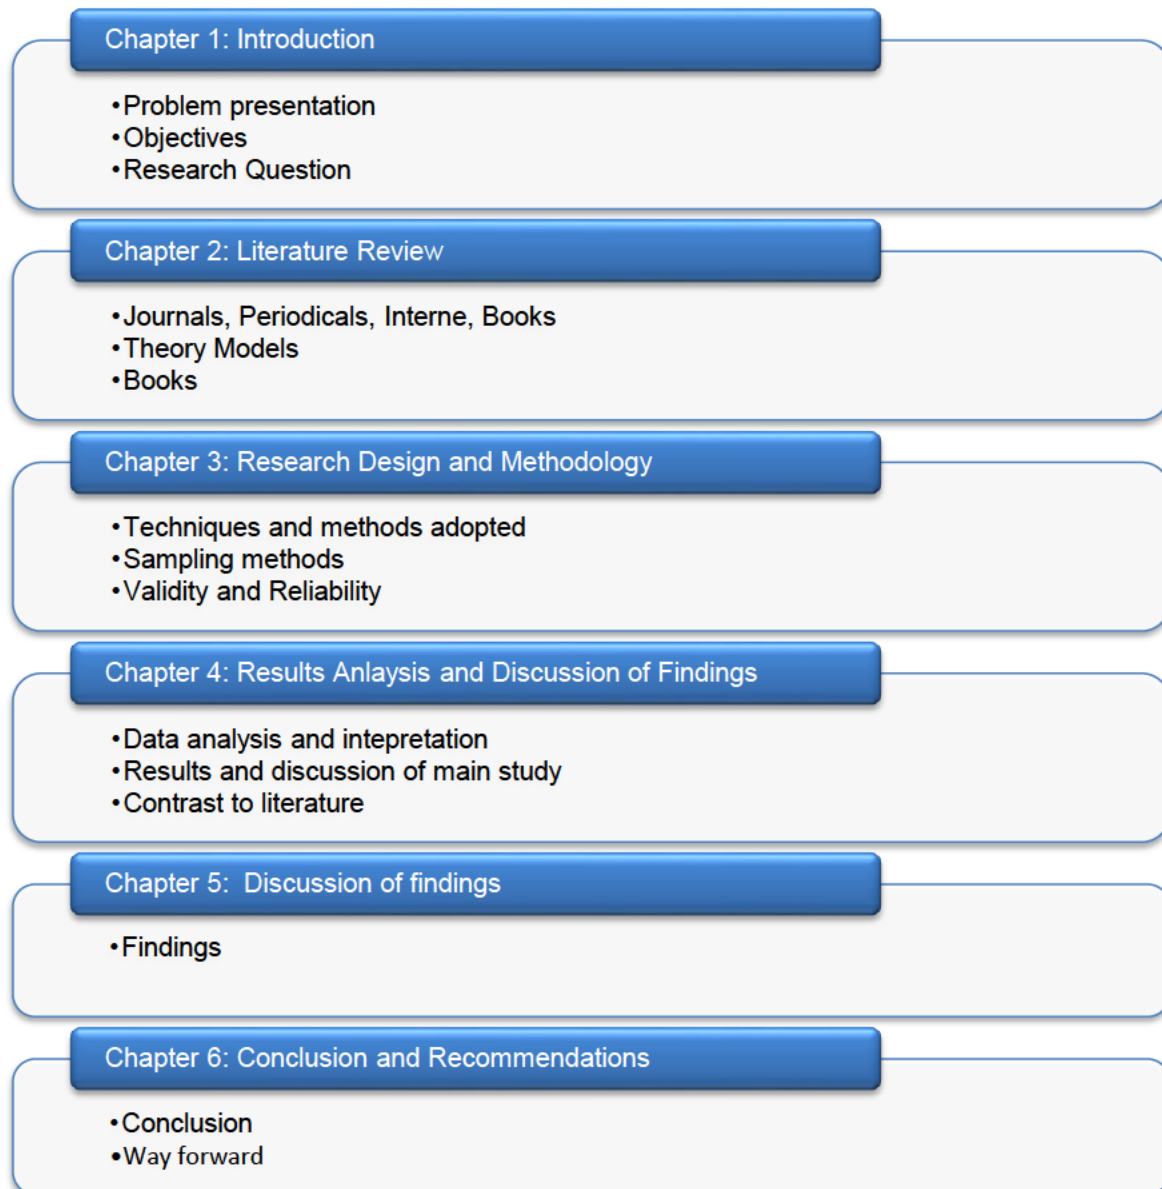 Chapter 1: Introduction
•Problem presentation
•Objectives
•Research Question
Chapter 2: Literature Review
•Journals, Periodicals, Interne, Books
•Theory Models
•Books
Chapter 3: Research Design and Methodology
•Techniques and methods adopted
•Sampling methods
•Validity and Reliability
Chapter 4: Results Anlaysis and Discussion of Findings
•Data analysis and intepretation
•Results and discussion of main study
•Contrast to literature
Chapter 5:  Discussion of findings
•Findings
Chapter 6: Conclusion and Recommendations
•Conclusion
•Way forward